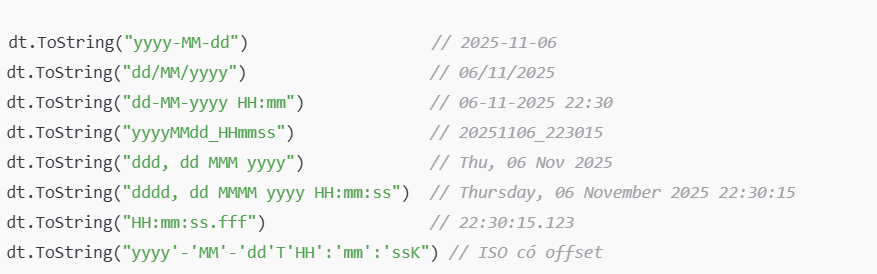 dt.ToString("yyyy-MM-dd") // 2025-11-06
dt.ToString("dd/MM/yyyy") // 06/11/2025
dt.ToString("dd-MM-yyyy HH:mm") // 06-11-2025 22:30
dt.ToString("yyyyMMdd_HHmmss") // 20251106_223015
dt.ToString("ddd, dd MMM yyyy") // Thu, 06 Nov 2025
dt.ToString("dddd, dd MMMM yyyy HH:mm:ss") // Thursday, 06 November 2025 22:30:15
dt.ToString("HH:mm:ss.fff") // 22:30:15.123
dt.ToString("yyyy'-'MM'-'dd'T'HH':'mm':'ssK") // ISO có offset